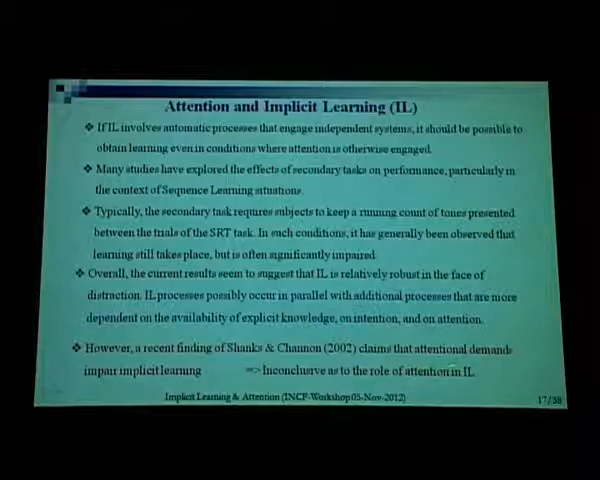 Attention and Implicit Learning (IL)
❖ If IL involves automatic processes that engage independent systems, it should be possible to
obtain learning even in conditions where attention is otherwise engaged.
❖ Many studies have explored the effects of secondary tasks on performance, particularly in
the context of Sequence Learning situations.
❖ Typically, the secondary task requires subjects to keep a running count of tones presented
between the trials of the SRT task. In such conditions, it has generally been observed that
learning still takes place, but is often significantly impaired.
❖ Overall, the current results seem to suggest that IL is relatively robust in the face of
distraction. IL processes possibly occur in parallel with additional processes that are more
dependent on the availability of explicit knowledge, on intention, and on attention.
❖ However, a recent finding of Shanks & Channon (2002) claims that attentional demands
impair implicit learning => Inconclusive as to the role of attention in IL
Implicit Learning & Attention (INCF-Workshop 05-Nov-2012)
17/38